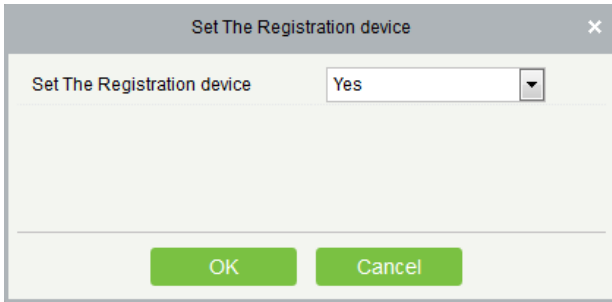 Set The Registration device
Set The Registration device Yes
OK Cancel